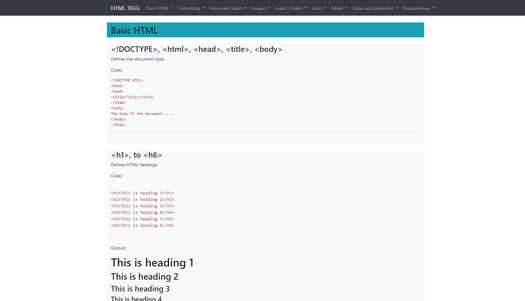 HTML TAGS Basic HTML Formatting Forms and Input Images Audio / Video Links Tables Styles and Semantics Programming
Basic HTML
<!DOCTYPE>, <html>, <head>, <title>, <body>
Defines the document type
Code:
<!DOCTYPE HTML>
<html>
<head>
<title>Title</title>
</head>
<body>
The body of the document......
</body>
</html>
<h1>, to <h6>
Defines HTML headings
Code:
<h1>This is heading 1</h1>
<h2>This is heading 2</h2>
<h3>This is heading 3</h3>
<h4>This is heading 4</h4>
<h5>This is heading 5</h5>
<h6>This is heading 6</h6>
Output:
This is heading 1
This is heading 2
This is heading 3
This is heading 4